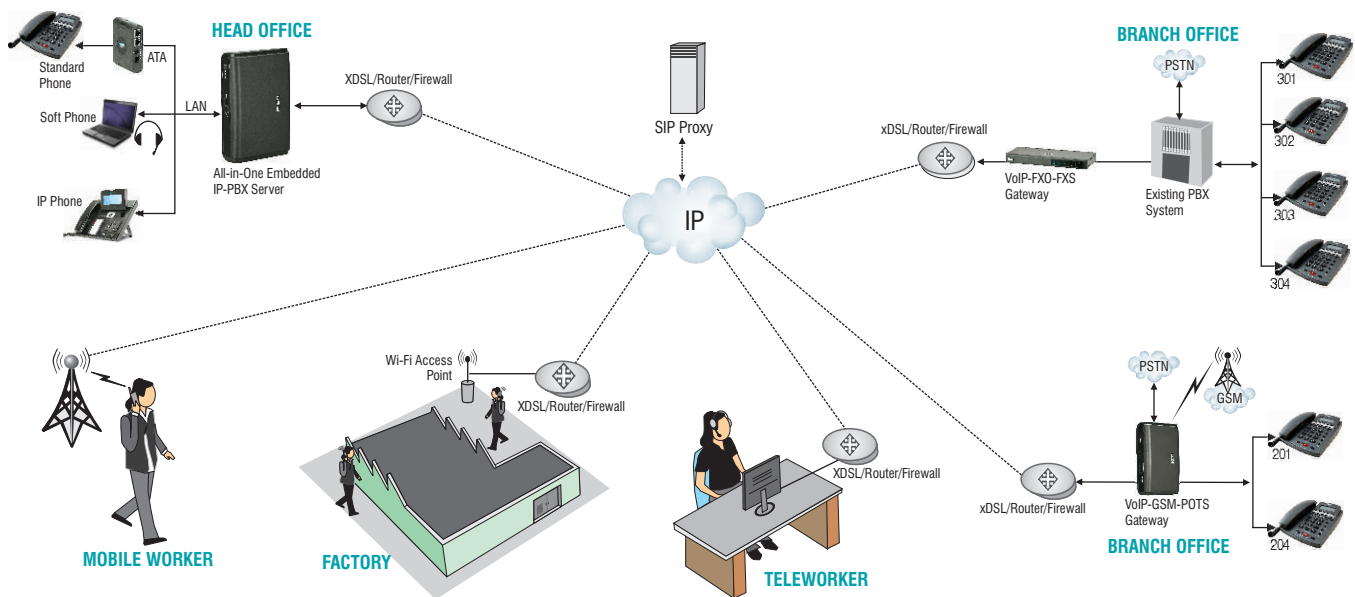 HEAD OFFICE
ATA
Standard
Phone
Soft Phone
LAN
IP Phone
All-in-One Embedded
IP-PBX Server
XDSL/Router/Firewall
SIP Proxy
IP
BRANCH OFFICE
PSTN
xDSL/Router/Firewall
VoIP-FXO-FXS
Gateway
Existing PBX
System
301
302
303
304
MOBILE WORKER
Wi-Fi Access
Point
XDSL/Router/Firewall
FACTORY
XDSL/Router/Firewall
TELEWORKER
PSTN
GSM
xDSL/Router/Firewall
VoIP-GSM-POTS
Gateway
BRANCH OFFICE
201
204